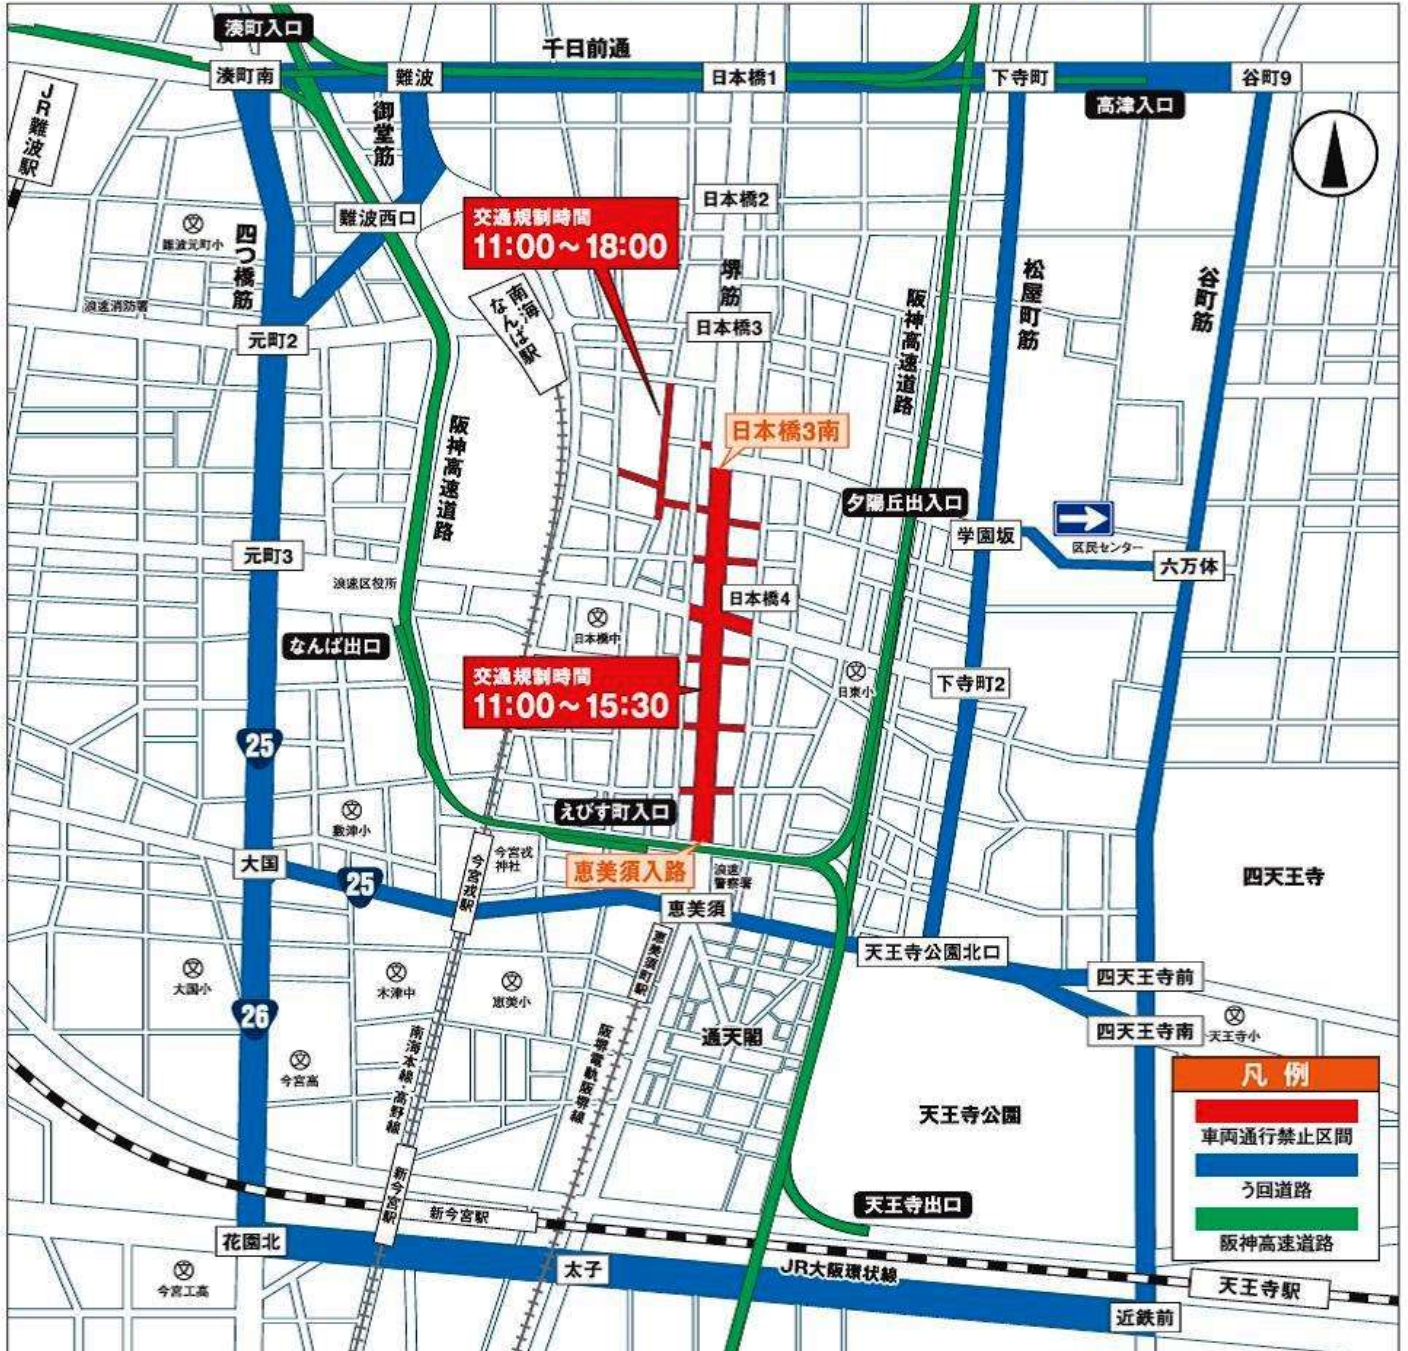 湊町入口
千日前通
湊町南
難波
日本橋1
下寺町
谷町9
高津入口
JR難波駅
御堂筋
難波西口
日本橋2
難波元町小
四つ橋筋
浪速消防署
交通規制時間
11:00～18:00
南海
なんば駅
堺筋
日本橋3
阪神高速道路
松屋町筋
谷町筋
元町2
阪神高速道路
日本橋3南
夕陽丘出入口
学園坂
区民センター
六万体
元町3
浪速区役所
日本橋4
日本橋中
なんば出口
交通規制時間
11:00～15:30
日東小
下寺町2
25
えびす町入口
敷津小
大国
25
今宮戎駅
今宮戎
神社
恵美須入路
浪速
警察署
四天王寺
恵美須
天王寺公園北口
恵美須町駅
四天王寺前
大国小
木津中
恵美小
26
通天閣
四天王寺南
天王寺小
今宮高
南海本線・高野線
阪堺電軌阪堺線
天王寺公園
凡例
車両通行禁止区間
う回道路
阪神高速道路
新今宮駅
新今宮駅
天王寺出口
花園北
太子
JR大阪環状線
天王寺駅
今宮工高
近鉄前